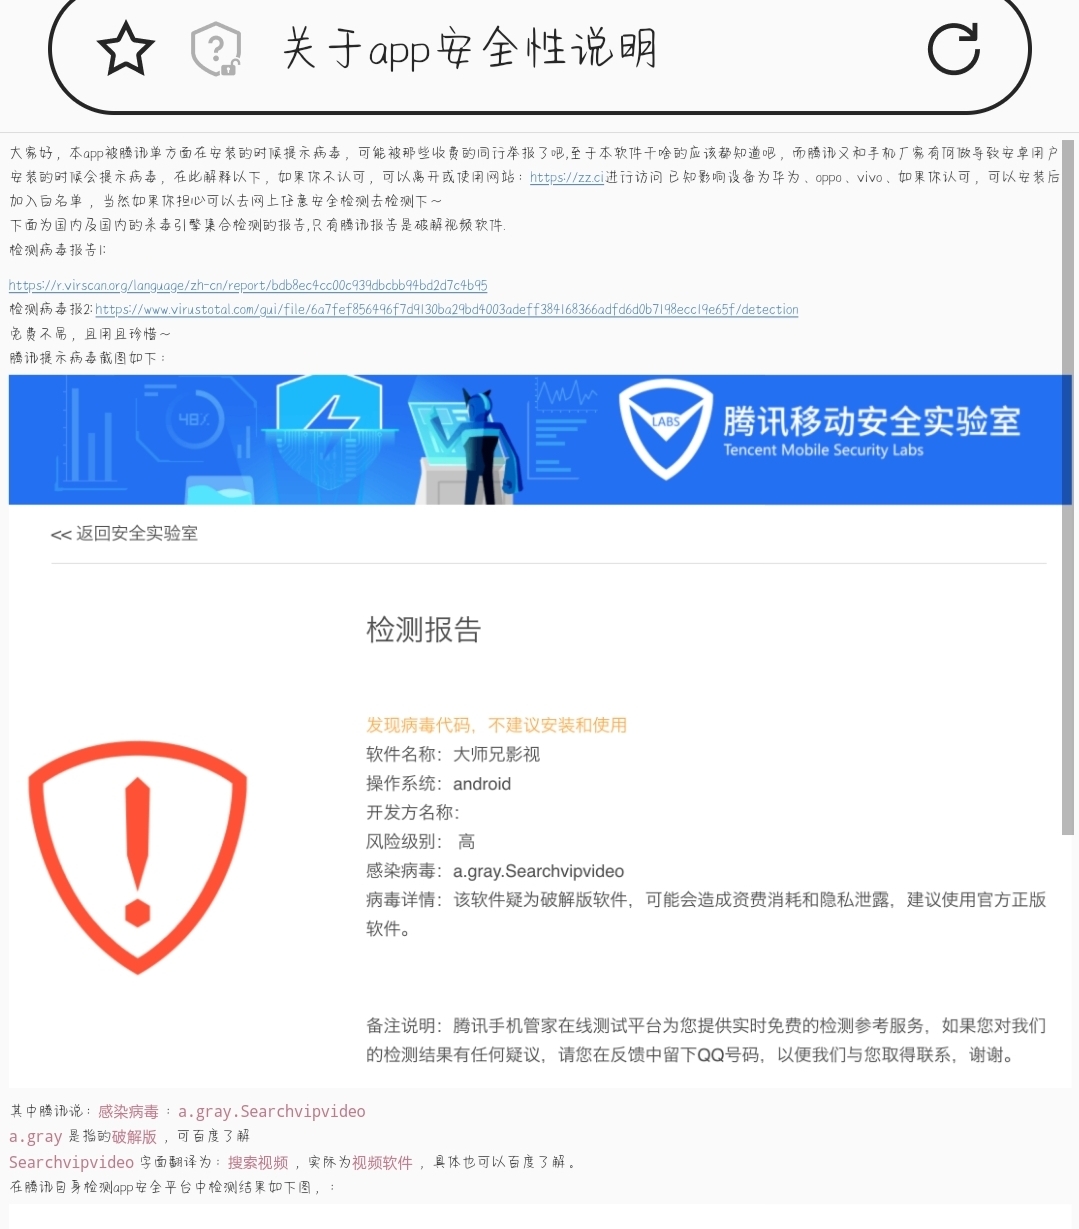 关于app安全性说明
大家好，本app被腾讯单方面在安装的时候提示病毒，可能被那些收费的同行举报了吧,至于本软件干啥的应该都知道吧，而腾讯又和手机厂家有何做导致安卓用户
安装的时候会提示病毒，在此解释以下，如果你不认可，可以离开或使用网站：https://zz.ci进行访问 已知影响设备为华为、oppo、vivo、如果你认可，可以安装后
加入白名单，当然如果你担心可以去网上任意安全检测去检测下～
下面为国内及国内的杀毒引擎集合检测的报告,只有腾讯报告是破解视频软件.
检测病毒报告1:
https://r.virscan.org/language/zh-cn/report/bdb8ec4cc00c939dbcbb94bd2d7c4b95
检测病毒报2:https://www.virustotal.com/gui/file/6a7fef856496f7d9130ba29bd4003adeff384168366adfd6d0b7198ecc19e65f/detection
免费不易，且用且珍惜～
腾讯提示病毒截图如下：
48%
LABS
腾讯移动安全实验室
Tencent Mobile Security Labs
<< 返回安全实验室
检测报告
发现病毒代码，不建议安装和使用
软件名称：大师兄影视
操作系统：android
开发方名称：
风险级别： 高
感染病毒：a.gray.Searchvipvideo
病毒详情：该软件疑为破解版软件，可能会造成资费消耗和隐私泄露，建议使用官方正版
软件。
备注说明：腾讯手机管家在线测试平台为您提供实时免费的检测参考服务，如果您对我们
的检测结果有任何疑议，请您在反馈中留下QQ号码，以便我们与您取得联系，谢谢。
其中腾讯说：感染病毒 ：a.gray.Searchvipvideo
a.gray 是指的破解版 ，可百度了解
Searchvipvideo 字面翻译为：搜索视频 ，实际为视频软件 ，具体也可以百度了解。
在腾讯自身检测app安全平台中检测结果如下图，：